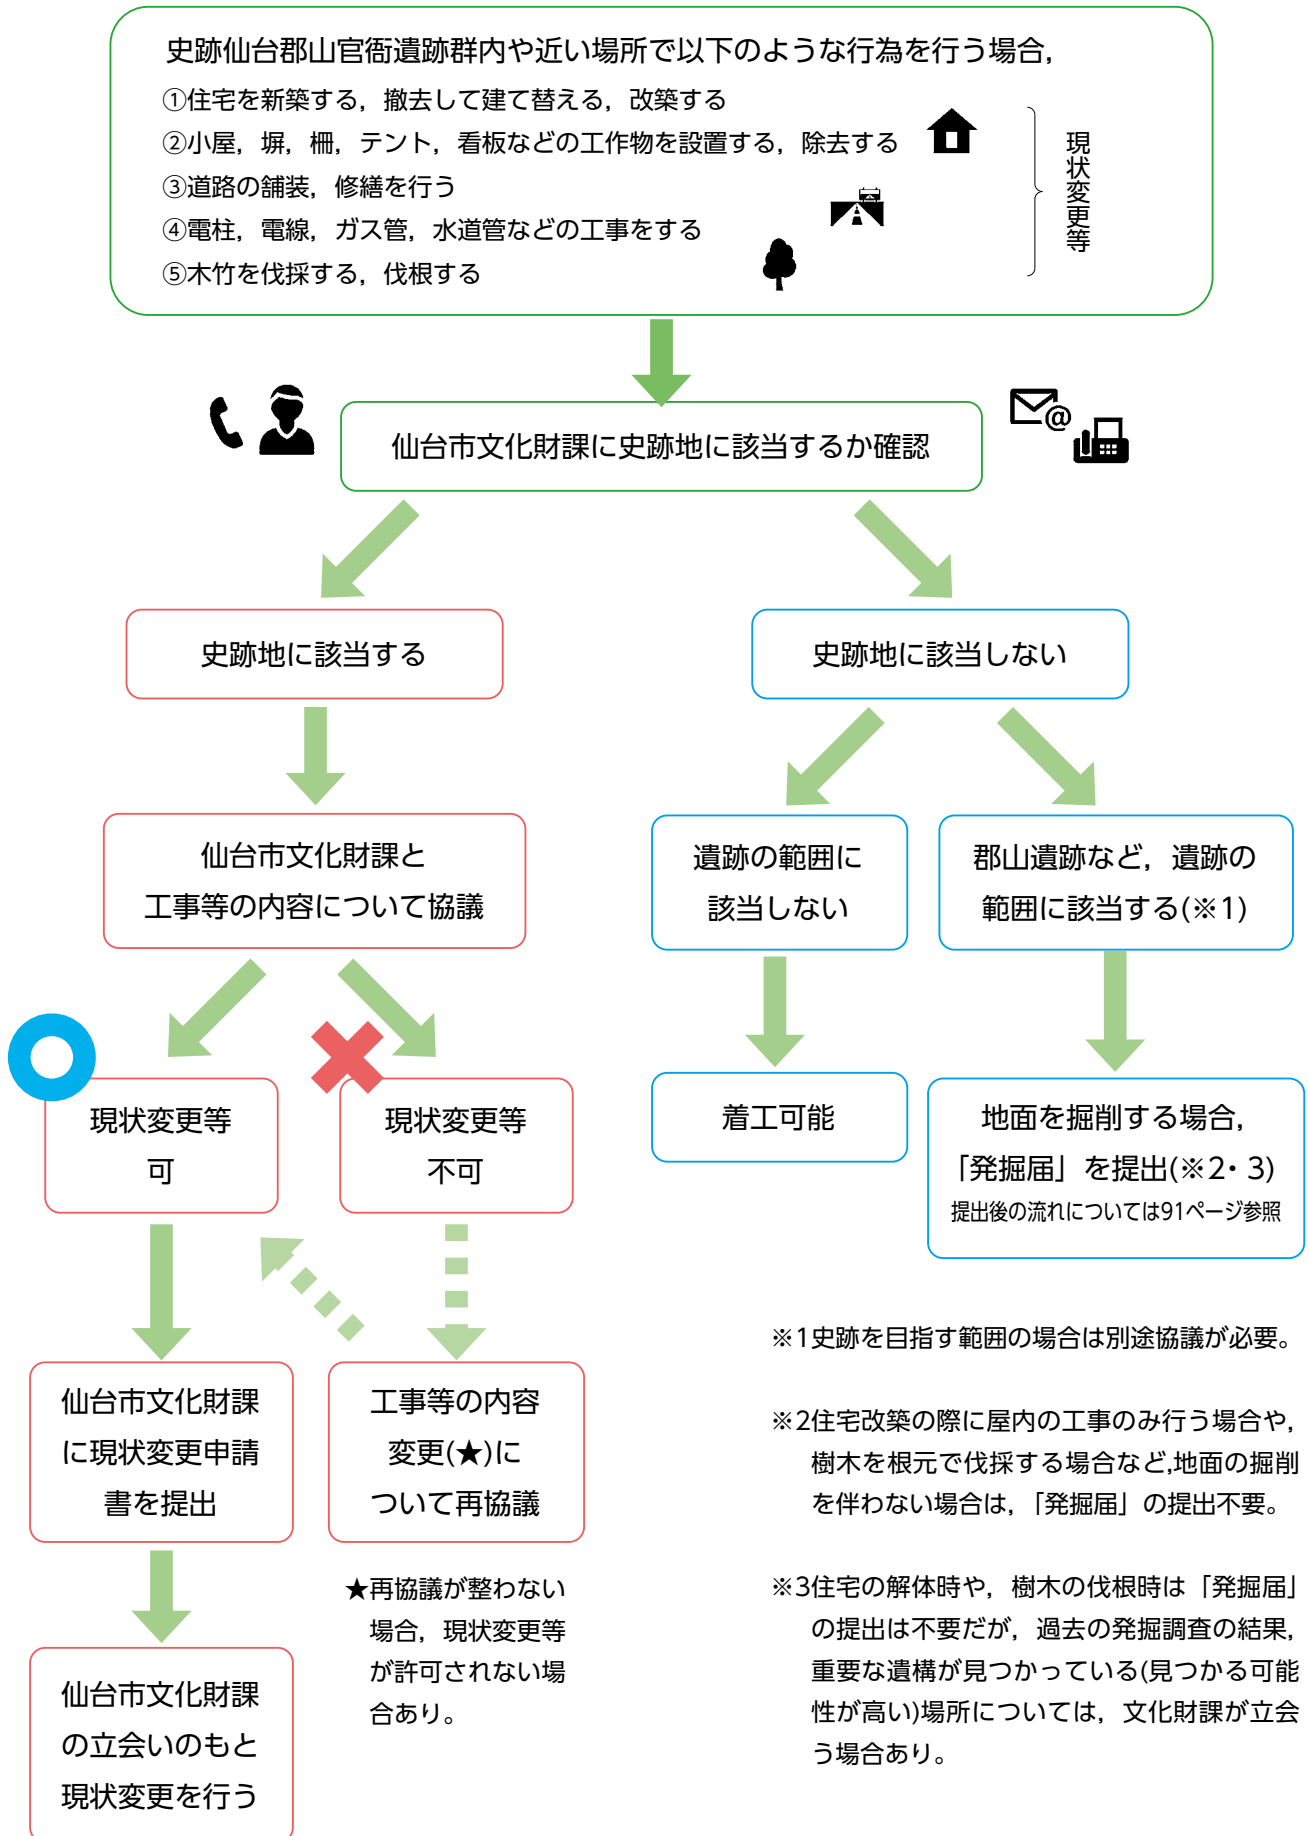 史跡仙台郡山官衙遺跡群内や近い場所で以下のような行為を行う場合，
①住宅を新築する，撤去して建て替える，改築する
②小屋，塀，柵，テント，看板などの工作物を設置する，除去する
③道路の舗装，修繕を行う
④電柱，電線，ガス管，水道管などの工事をする
⑤木竹を伐採する，伐根する
現状変更等
仙台市文化財課に史跡地に該当するか確認
@
史跡地に該当する
史跡地に該当しない
仙台市文化財課と
工事等の内容について協議
遺跡の範囲に
該当しない
郡山遺跡など，遺跡の
範囲に該当する(※1)
現状変更等
可
現状変更等
不可
着工可能
地面を掘削する場合，
「発掘届」を提出(※2・3)
提出後の流れについては91ページ参照
仙台市文化財課
に現状変更申請
書を提出
工事等の内容
変更(★)に
ついて再協議
★再協議が整わない
場合，現状変更等
が許可されない場
合あり。
仙台市文化財課
の立会いのもと
現状変更を行う
※1史跡を目指す範囲の場合は別途協議が必要。
※2住宅改築の際に屋内の工事のみ行う場合や，
樹木を根元で伐採する場合など,地面の掘削
を伴わない場合は，「発掘届」の提出不要。
※3住宅の解体時や，樹木の伐根時は「発掘届」
の提出は不要だが，過去の発掘調査の結果，
重要な遺構が見つかっている(見つかる可能
性が高い)場所については，文化財課が立会
う場合あり。